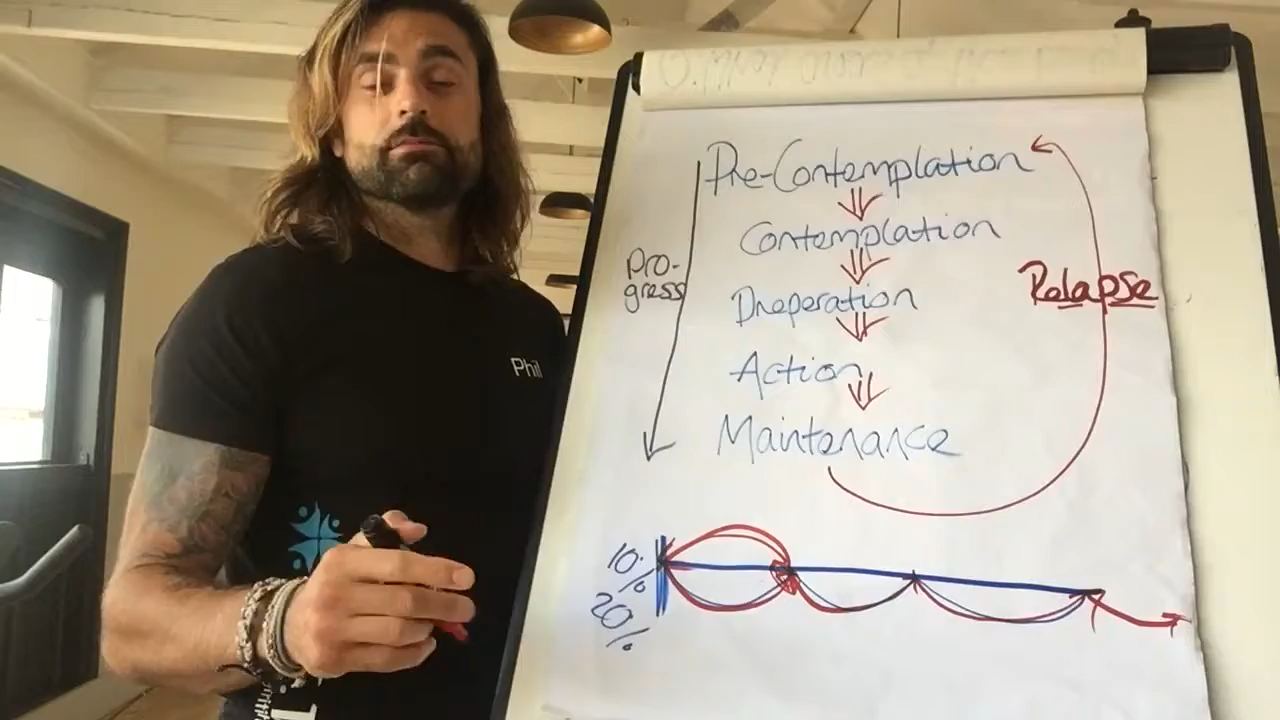 Pre-Contemplation
Contemplation
Preperation
Action
Maintenance
Pro-
gress
Relapse
Phil
10%
20%